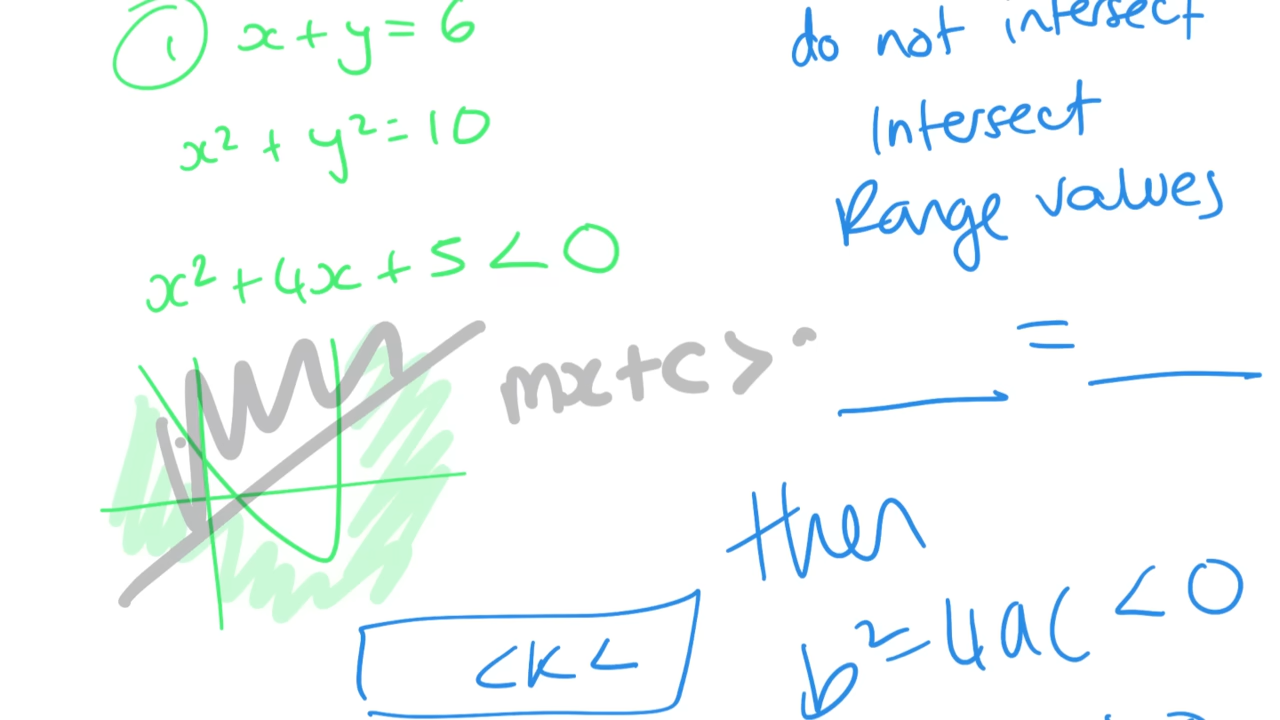 ① x + y = 6
x² + y² = 10
x² + 4x + 5 < 0
mx + c >
< k <
do not intersect
Intersect
Range values
=
then
b² - 4ac < 0